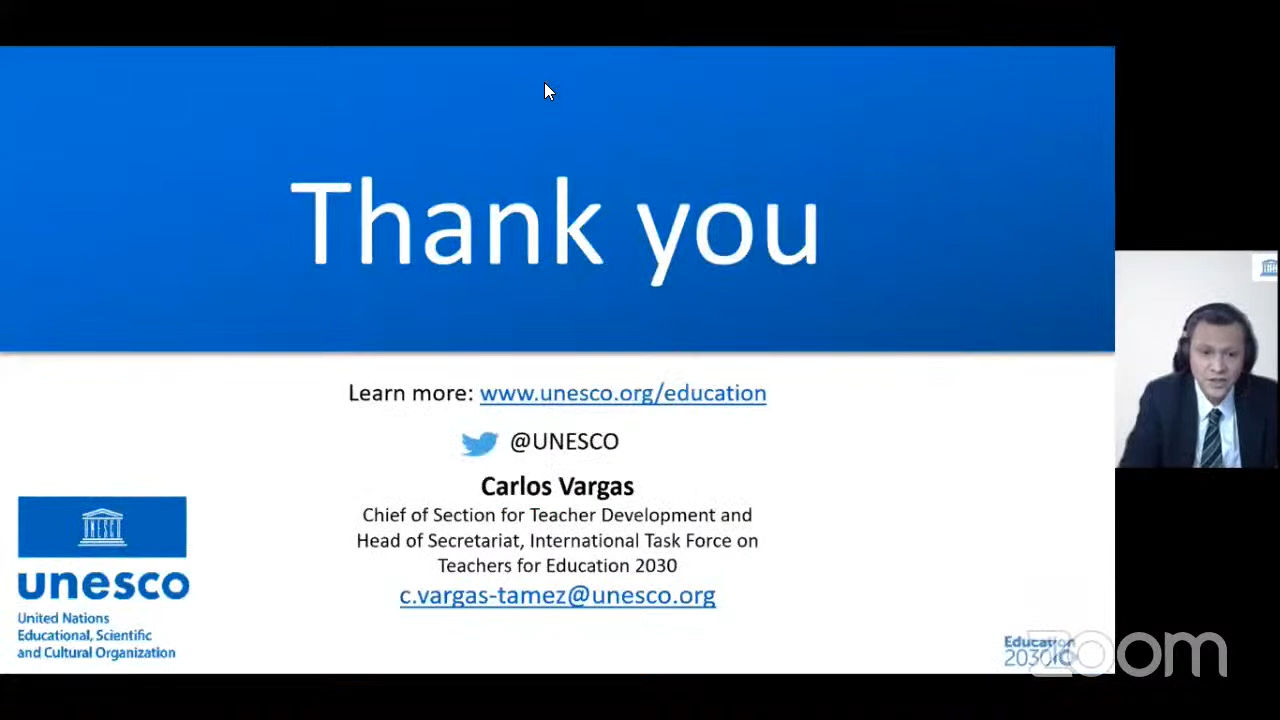 Thank you
Learn more: www.unesco.org/education
@UNESCO
Carlos Vargas
Chief of Section for Teacher Development and
Head of Secretariat, International Task Force on
Teachers for Education 2030
c.vargas-tamez@unesco.org
UNESCO
unesco
United Nations
Educational, Scientific
and Cultural Organization
Education
2030
zoom